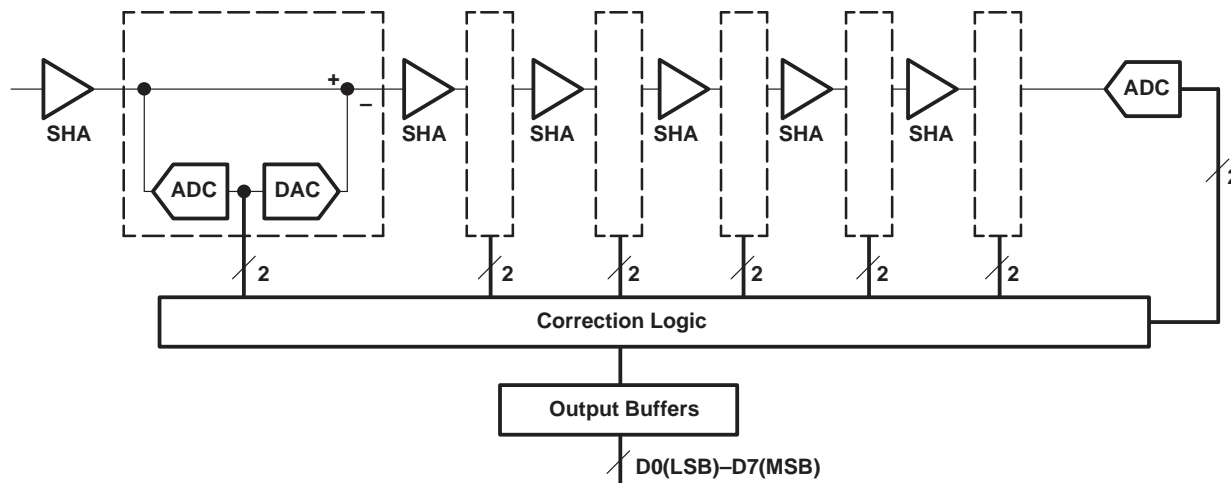 +
–
SHA
SHA
SHA
SHA
SHA
SHA
ADC
ADC
DAC
2
2
2
2
2
2
2
Correction Logic
Output Buffers
D0(LSB)–D7(MSB)